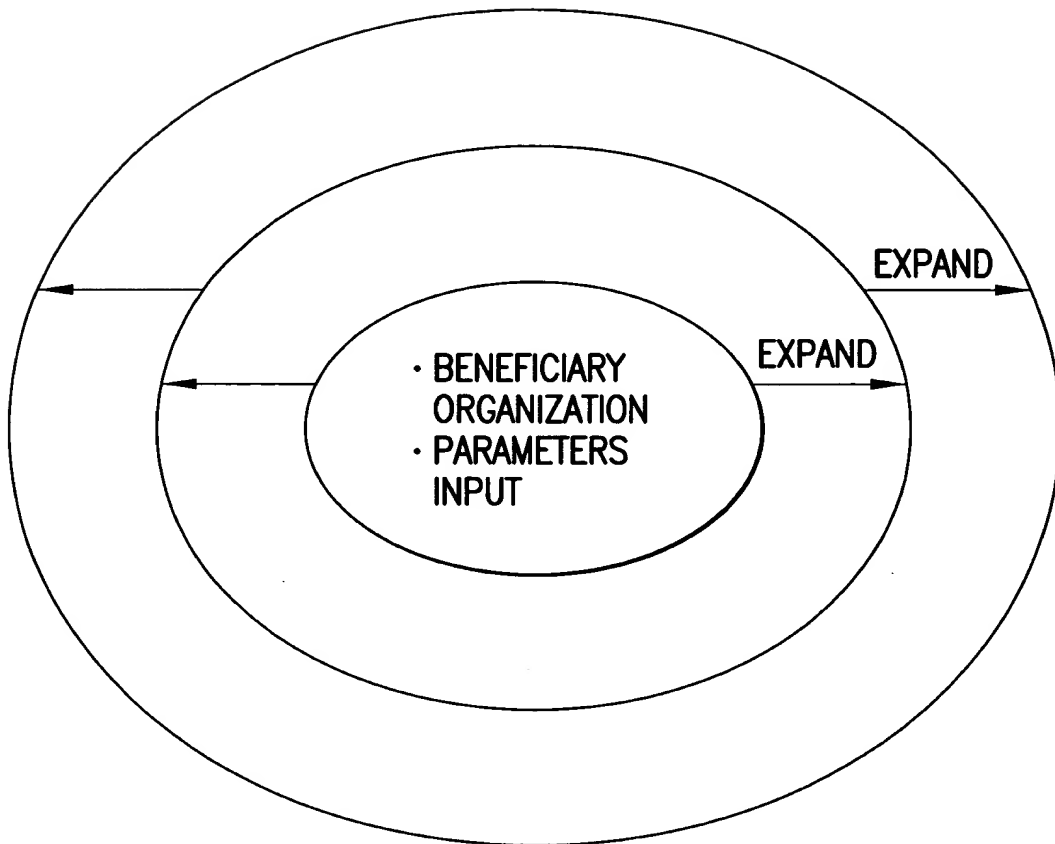 EXPAND
EXPAND
· BENEFICIARY
ORGANIZATION
· PARAMETERS
INPUT